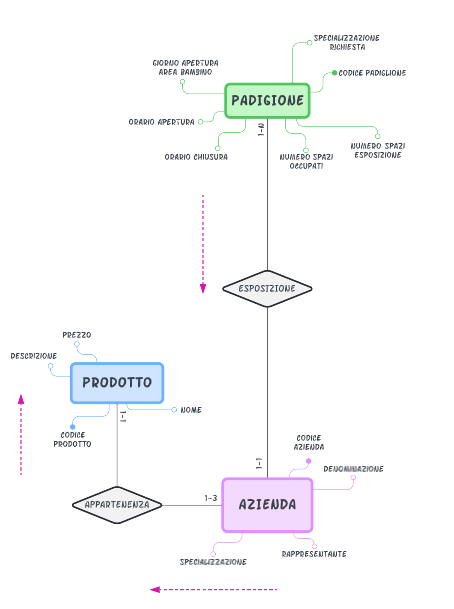 SPECIALIZZAZIONE
RICHIESTA
GIORNO APERTURA
AREA BAMBINO
CODICE PADIGLIONE
PADIGIONE
ORARIO APERTURA
1-N
ORARIO CHIUSURA
NUMERO SPAZI
OCCUPATI
NUMERO SPAZI
ESPOSIZIONE
ESPOSIZIONE
PREZZO
DESCRIZIONE
PRODOTTO
NOME
1-1
CODICE
PRODOTTO
CODICE
AZIENDA
1-1
DENOMINAZIONE
APPARTENENZA
1-3
AZIENDA
SPECIALIZZAZIONE
RAPPRESENTANTE